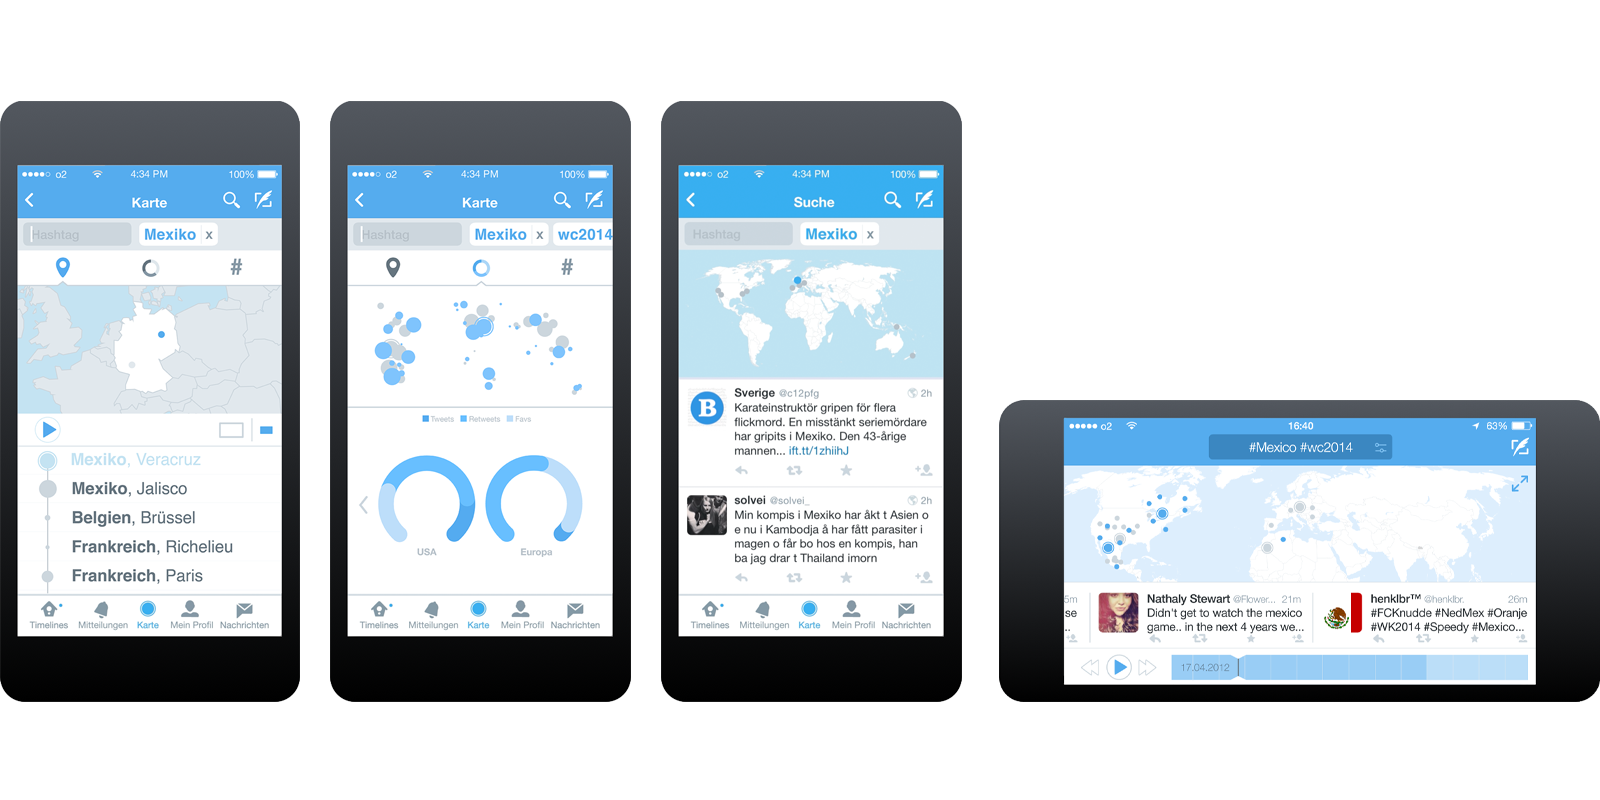 o2 4:34 PM 100%
Karte
Hashtag Mexiko x
#
Mexiko, Veracruz
Mexiko, Jalisco
Belgien, Brüssel
Frankreich, Richelieu
Frankreich, Paris
Timelines Mitteilungen Karte Mein Profil Nachrichten
o2 4:34 PM 100%
Karte
Hashtag Mexiko x wc2014
#
Tweets Retweets Favs
USA Europa
Timelines Mitteilungen Karte Mein Profil Nachrichten
o2 4:34 PM 100%
Suche
Hashtag Mexiko x
B
Sverige @c12pfg 2h
Karateinstruktör gripen för flera
flickmord. En misstänkt seriemördare
har gripits i Mexiko. Den 43-årige
mannen... ift.tt/1zhiihJ
solvei @solvei_ 2h
Min kompis i Mexiko har åkt t Asien o
e nu i Kambodja å har fått parasiter i
magen o får bo hos en kompis, han
ba jag drar t Thailand imorn
Timelines Mitteilungen Karte Mein Profil Nachrichten
o2 16:40 63%
#Mexico #wc2014
5m
se
Nathaly Stewart @Flower... 21m
Didn't get to watch the mexico
game.. in the next 4 years we...
henklbr™ @henklbr. 26m
#FCKnudde #NedMex #Oranje
#WK2014 #Speedy #Mexico...
17.04.2012